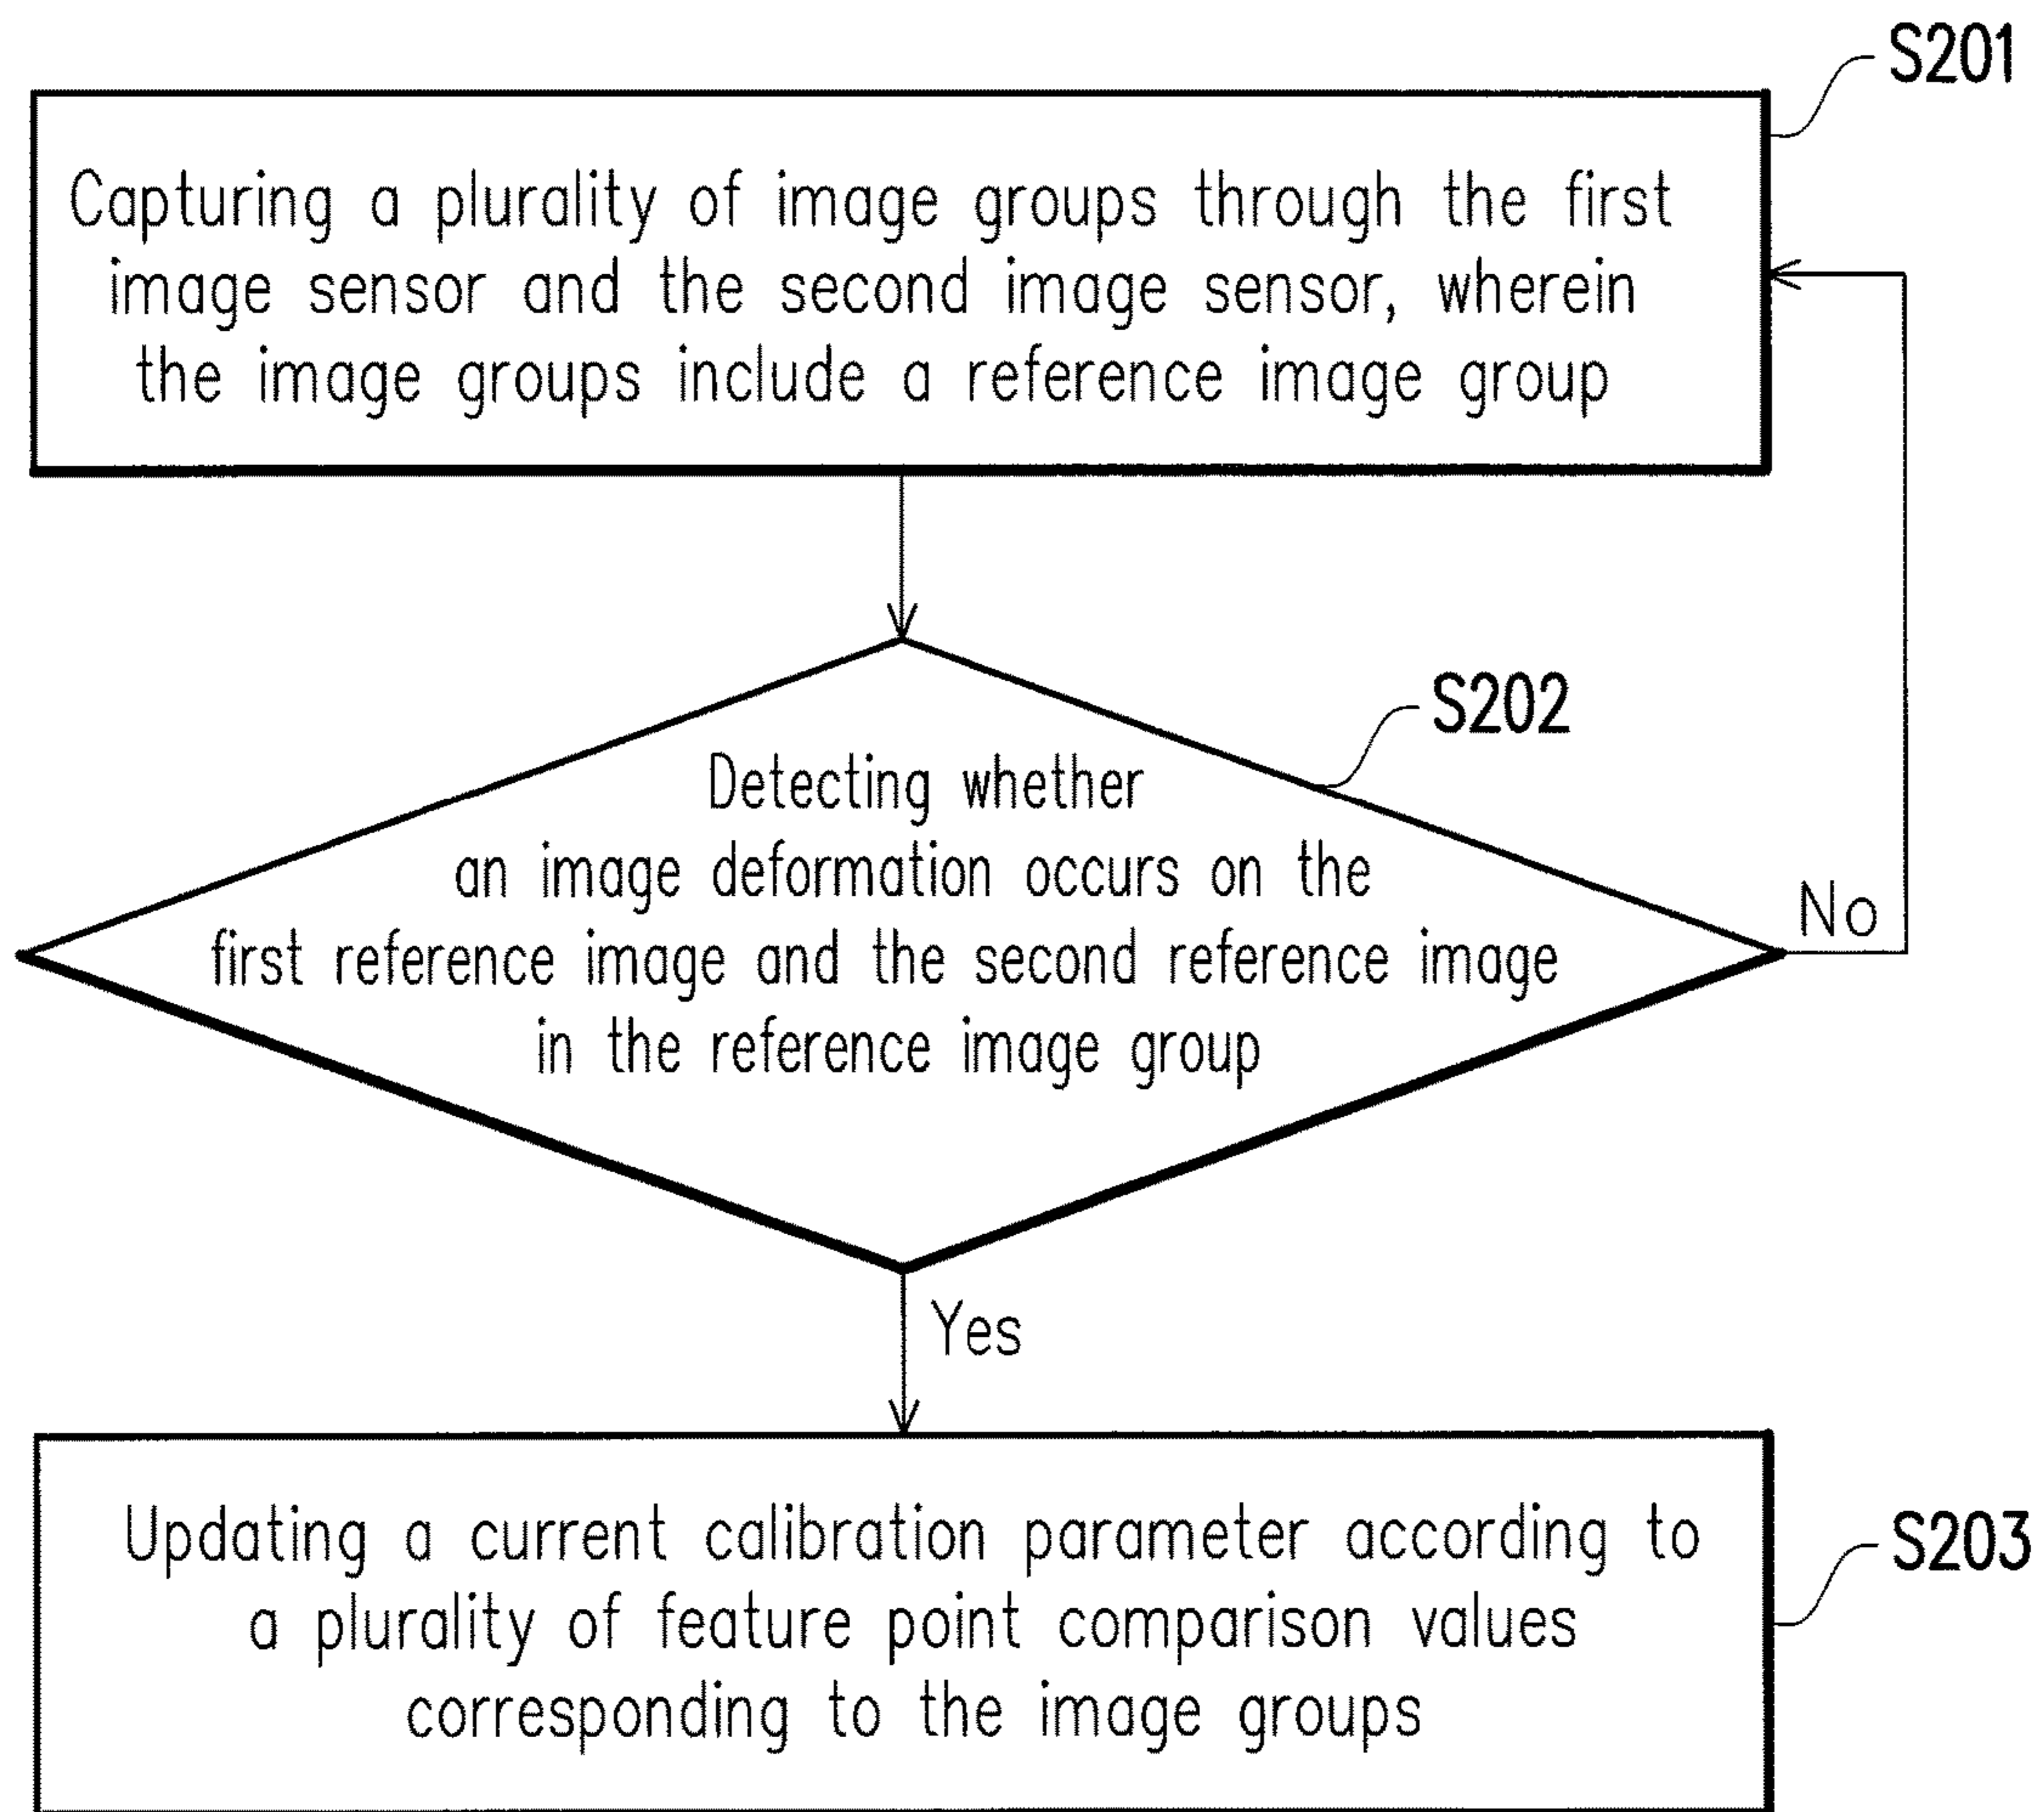 S201
Capturing a plurality of image groups through the first
image sensor and the second image sensor, wherein
the image groups include a reference image group
S202
Detecting whether
an image deformation occurs on the
first reference image and the second reference image
in the reference image group
No
Yes
Updating a current calibration parameter according to
a plurality of feature point comparison values
corresponding to the image groups
S203